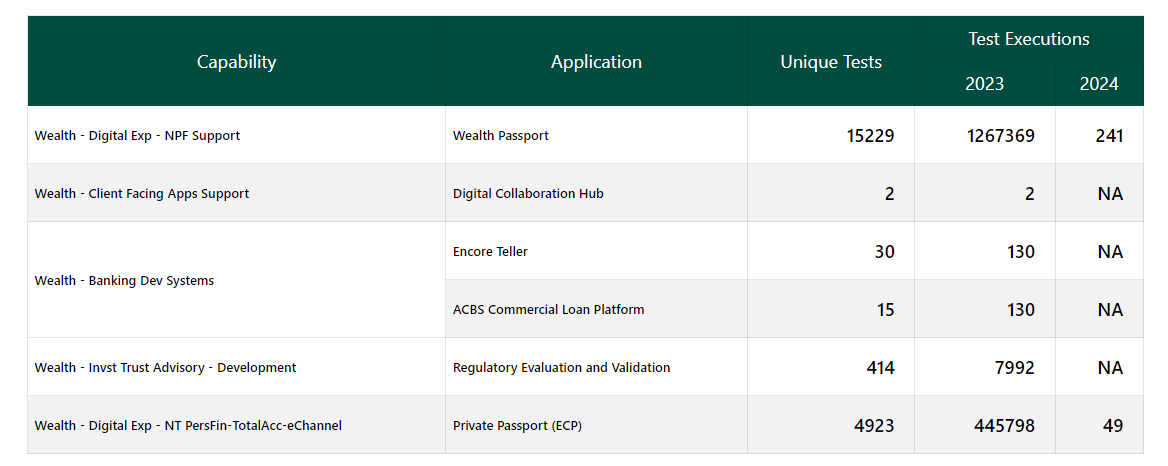 Capability Application Unique Tests Test Executions
2023 2024
Wealth - Digital Exp - NPF Support Wealth Passport 15229 1267369 241
Wealth - Client Facing Apps Support Digital Collaboration Hub 2 2 NA
Wealth - Banking Dev Systems Encore Teller 30 130 NA
ACBS Commercial Loan Platform 15 130 NA
Wealth - Invst Trust Advisory - Development Regulatory Evaluation and Validation 414 7992 NA
Wealth - Digital Exp - NT PersFin-TotalAcc-eChannel Private Passport (ECP) 4923 445798 49